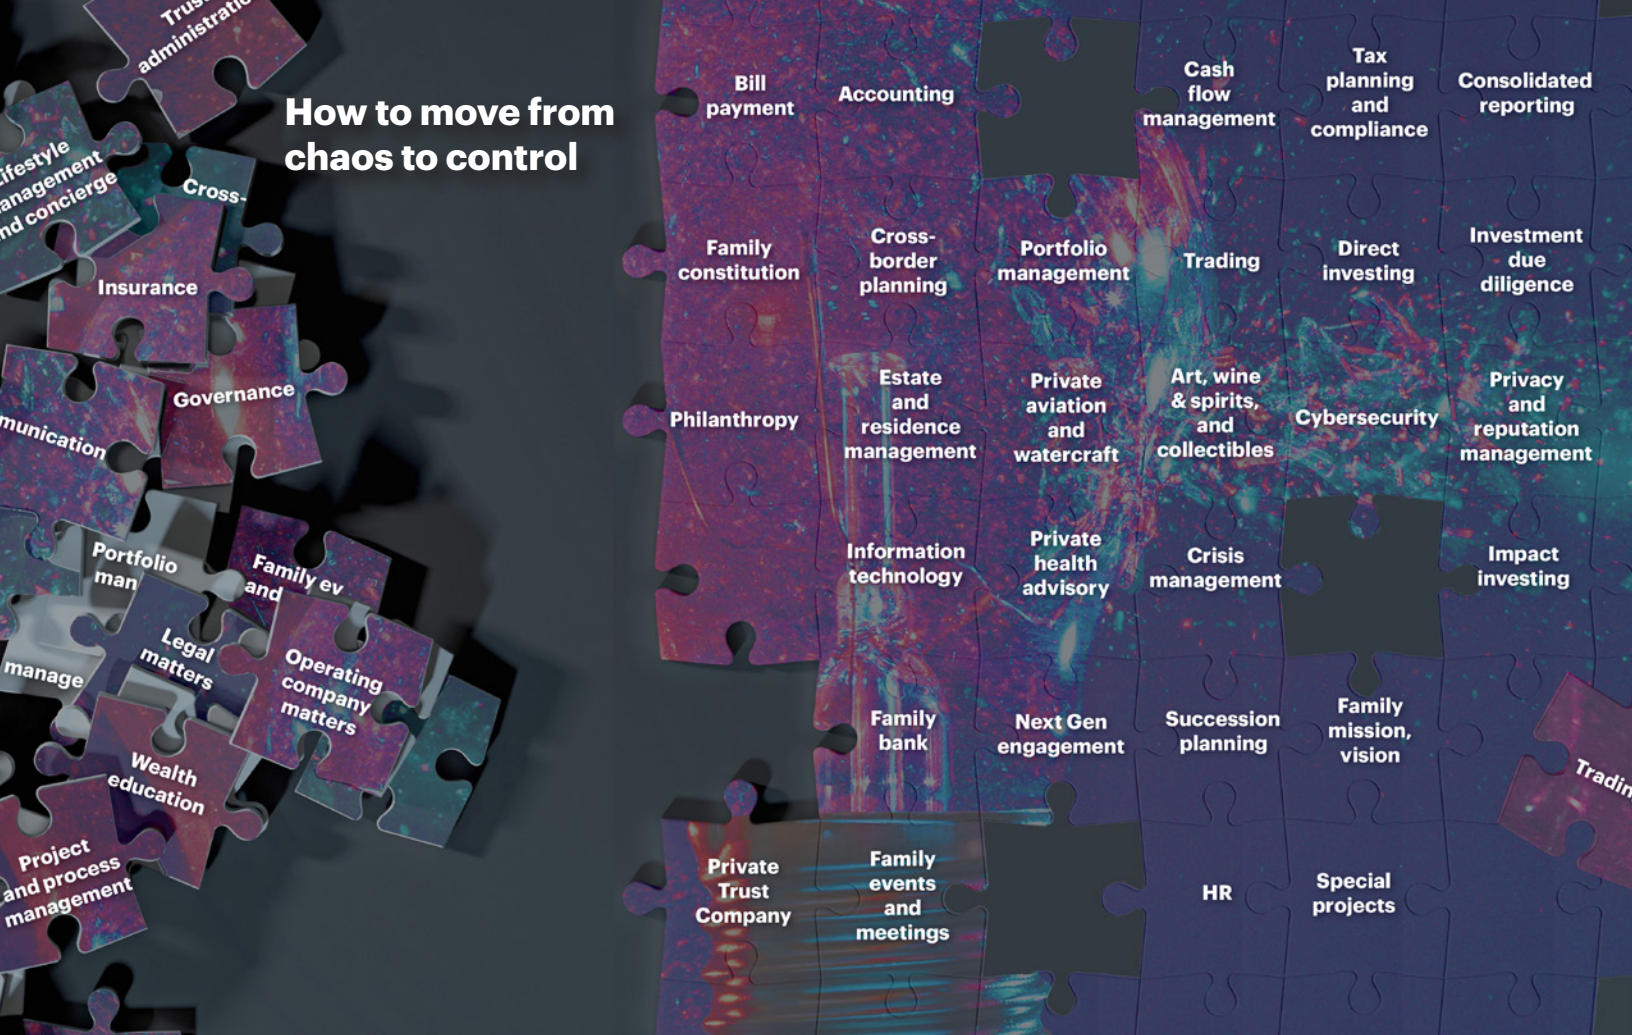 Trust
administratio
How to move from
chaos to control
Lifestyle
management
and concierge
Cross-
Insurance
Governance
munication
Portfolio
man
Family ev
and
manage
Legal
matters
Operating
company
matters
Wealth
education
Project
and process
management
Bill
payment
Accounting
Cash
flow
management
Tax
planning
and
compliance
Consolidated
reporting
Family
constitution
Cross-
border
planning
Portfolio
management
Trading
Direct
investing
Investment
due
diligence
Philanthropy
Estate
and
residence
management
Private
aviation
and
watercraft
Art, wine
& spirits,
and
collectibles
Cybersecurity
Privacy
and
reputation
management
Information
technology
Private
health
advisory
Crisis
management
Impact
investing
Family
bank
Next Gen
engagement
Succession
planning
Family
mission,
vision
Tradin
Private
Trust
Company
Family
events
and
meetings
HR
Special
projects